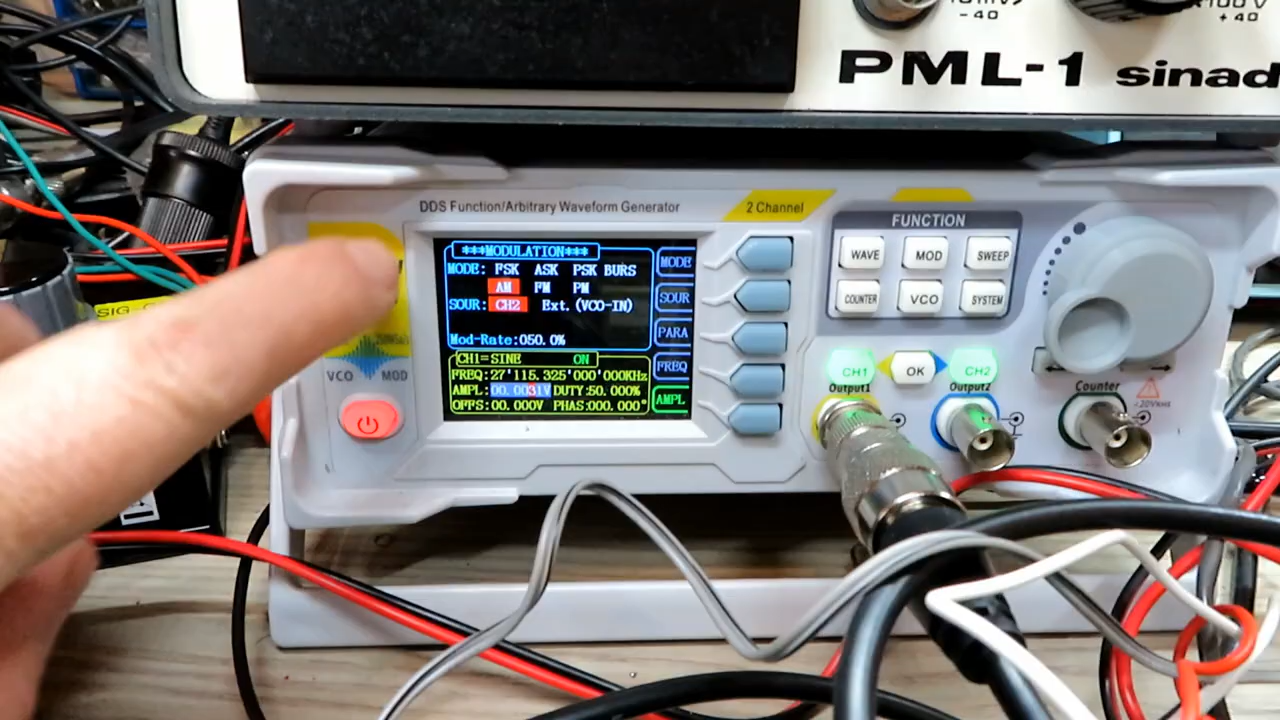 -40
+40
PML-1 sinad
DDS Function/Arbitrary Waveform Generator
2 Channel
FUNCTION
WAVE MOD SWEEP
COUNTER VCO SYSTEM
***MODULATION***
MODE: FSK ASK PSK BURS
AM FM PM
SOUR: CH2 Ext. (VCO-IN)
Mod-Rate:050.0%
CH1=SINE ON
FREQ:27'115.325'000'000KHz
AMPL:00.0031V DUTY:50.000%
OFFS:00.000V PHAS:000.000°
MODE
SOUR
PARA
FREQ
AMPL
VCO MOD
CH1 OK CH2
Output1 Output2 Counter